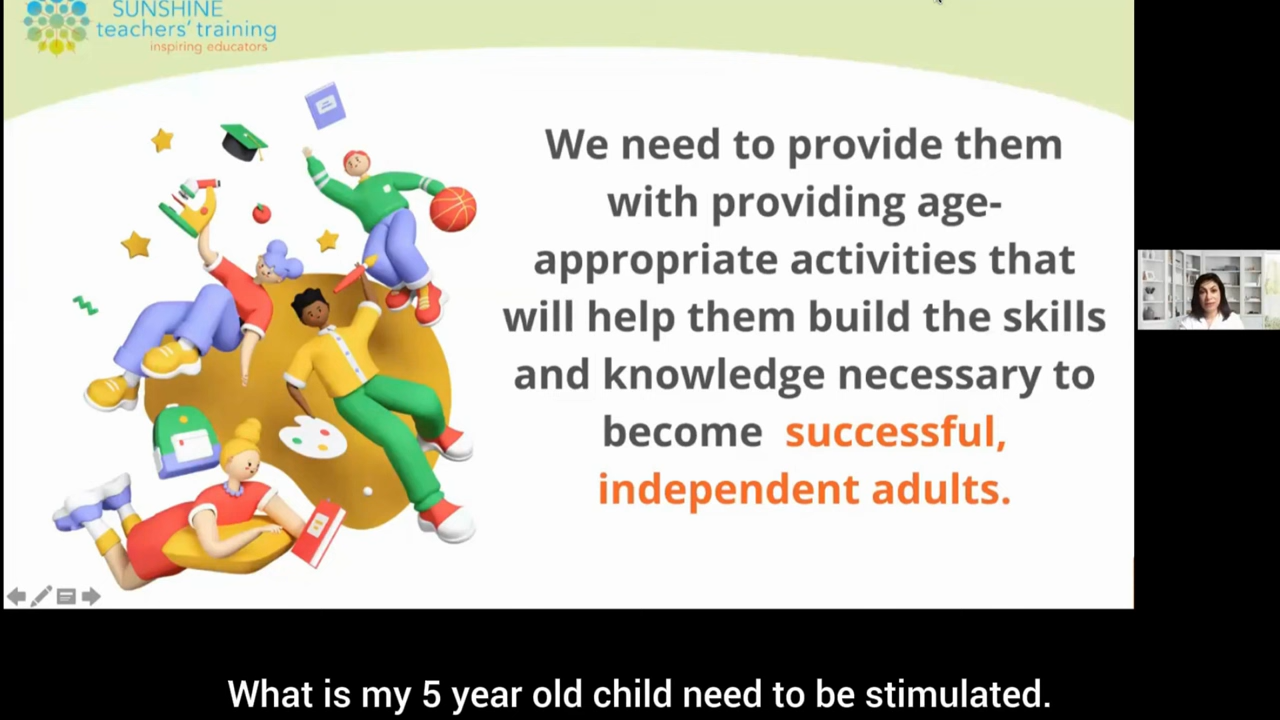 SUNSHINE
teachers' training
inspiring educators
We need to provide them
with providing age-
appropriate activities that
will help them build the skills
and knowledge necessary to
become successful,
independent adults.
What is my 5 year old child need to be stimulated.